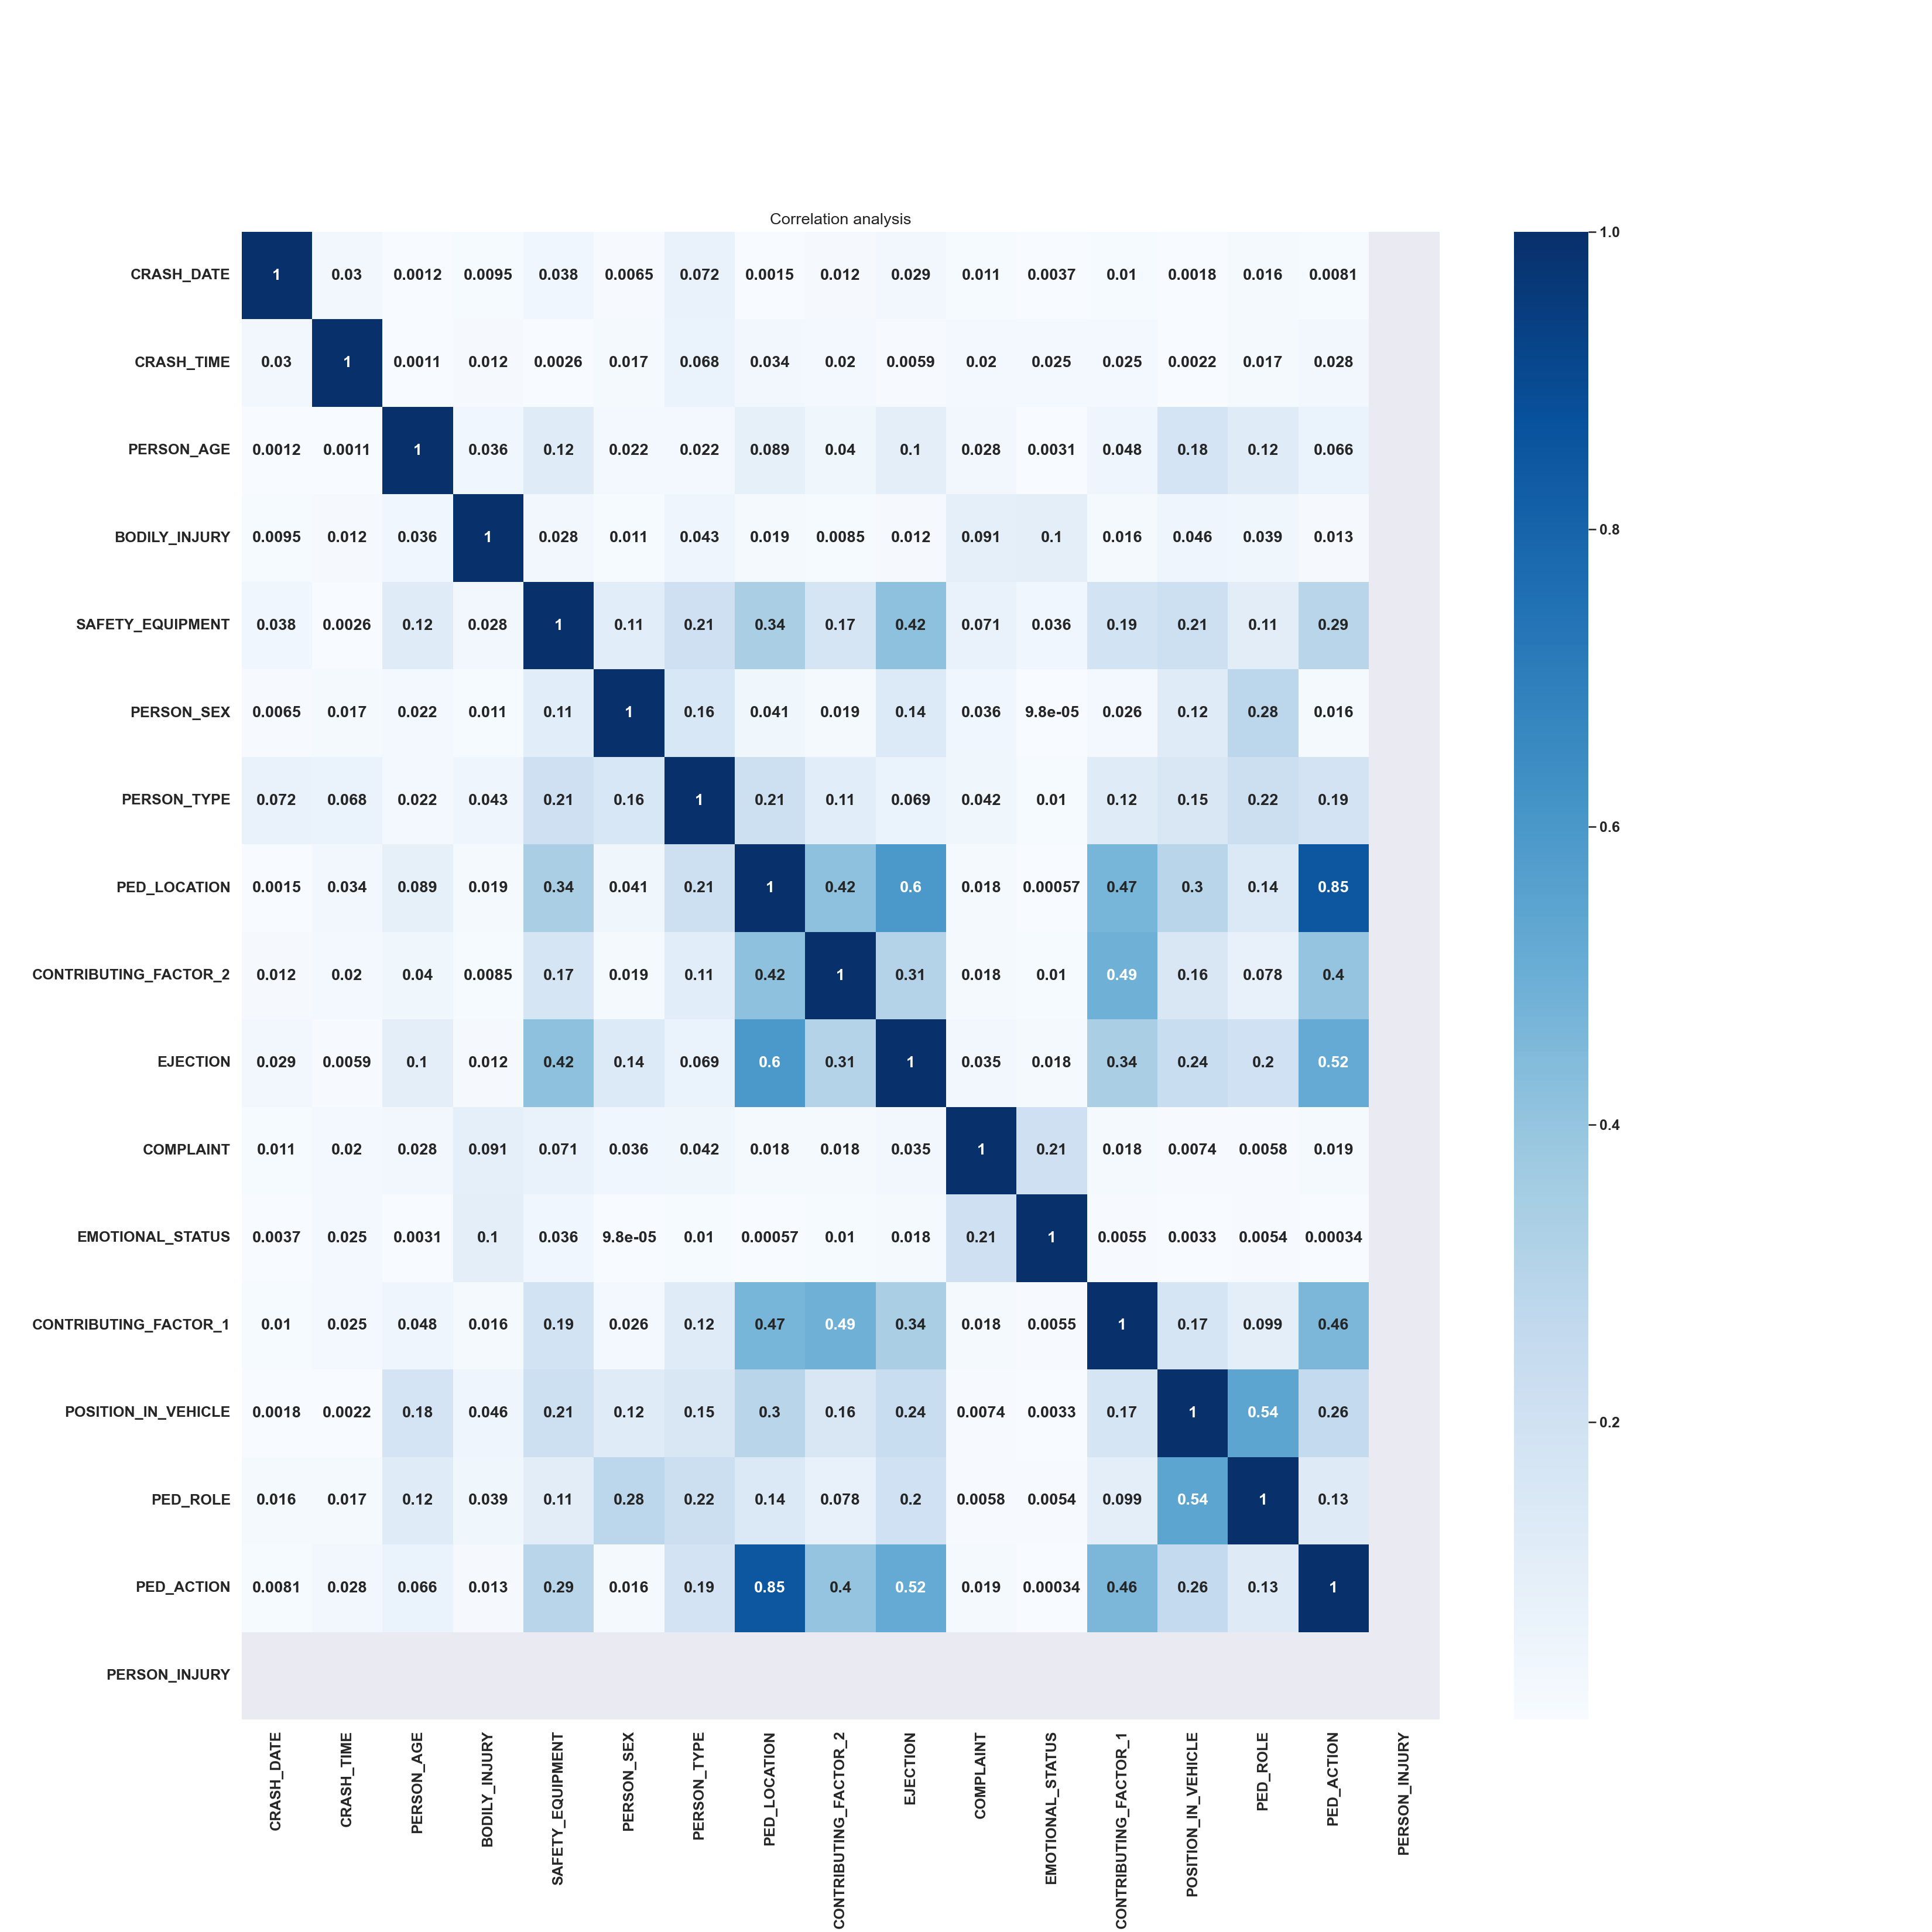 Correlation analysis
CRASH_DATE 1 0.03 0.0012 0.0095 0.038 0.0065 0.072 0.0015 0.012 0.029 0.011 0.0037 0.01 0.0018 0.016 0.0081
CRASH_TIME 0.03 1 0.0011 0.012 0.0026 0.017 0.068 0.034 0.02 0.0059 0.02 0.025 0.025 0.0022 0.017 0.028
PERSON_AGE 0.0012 0.0011 1 0.036 0.12 0.022 0.022 0.089 0.04 0.1 0.028 0.0031 0.048 0.18 0.12 0.066
BODILY_INJURY 0.0095 0.012 0.036 1 0.028 0.011 0.043 0.019 0.0085 0.012 0.091 0.1 0.016 0.046 0.039 0.013
SAFETY_EQUIPMENT 0.038 0.0026 0.12 0.028 1 0.11 0.21 0.34 0.17 0.42 0.071 0.036 0.19 0.21 0.11 0.29
PERSON_SEX 0.0065 0.017 0.022 0.011 0.11 1 0.16 0.041 0.019 0.14 0.036 9.8e-05 0.026 0.12 0.28 0.016
PERSON_TYPE 0.072 0.068 0.022 0.043 0.21 0.16 1 0.21 0.11 0.069 0.042 0.01 0.12 0.15 0.22 0.19
PED_LOCATION 0.0015 0.034 0.089 0.019 0.34 0.041 0.21 1 0.42 0.6 0.018 0.00057 0.47 0.3 0.14 0.85
CONTRIBUTING_FACTOR_2 0.012 0.02 0.04 0.0085 0.17 0.019 0.11 0.42 1 0.31 0.018 0.01 0.49 0.16 0.078 0.4
EJECTION 0.029 0.0059 0.1 0.012 0.42 0.14 0.069 0.6 0.31 1 0.035 0.018 0.34 0.24 0.2 0.52
COMPLAINT 0.011 0.02 0.028 0.091 0.071 0.036 0.042 0.018 0.018 0.035 1 0.21 0.018 0.0074 0.0058 0.019
EMOTIONAL_STATUS 0.0037 0.025 0.0031 0.1 0.036 9.8e-05 0.01 0.00057 0.01 0.018 0.21 1 0.0055 0.0033 0.0054 0.00034
CONTRIBUTING_FACTOR_1 0.01 0.025 0.048 0.016 0.19 0.026 0.12 0.47 0.49 0.34 0.018 0.0055 1 0.17 0.099 0.46
POSITION_IN_VEHICLE 0.0018 0.0022 0.18 0.046 0.21 0.12 0.15 0.3 0.16 0.24 0.0074 0.0033 0.17 1 0.54 0.26
PED_ROLE 0.016 0.017 0.12 0.039 0.11 0.28 0.22 0.14 0.078 0.2 0.0058 0.0054 0.099 0.54 1 0.13
PED_ACTION 0.0081 0.028 0.066 0.013 0.29 0.016 0.19 0.85 0.4 0.52 0.019 0.00034 0.46 0.26 0.13 1
PERSON_INJURY
CRASH_DATE
CRASH_TIME
PERSON_AGE
BODILY_INJURY
SAFETY_EQUIPMENT
PERSON_SEX
PERSON_TYPE
PED_LOCATION
CONTRIBUTING_FACTOR_2
EJECTION
COMPLAINT
EMOTIONAL_STATUS
CONTRIBUTING_FACTOR_1
POSITION_IN_VEHICLE
PED_ROLE
PED_ACTION
PERSON_INJURY
1.0
0.8
0.6
0.4
0.2